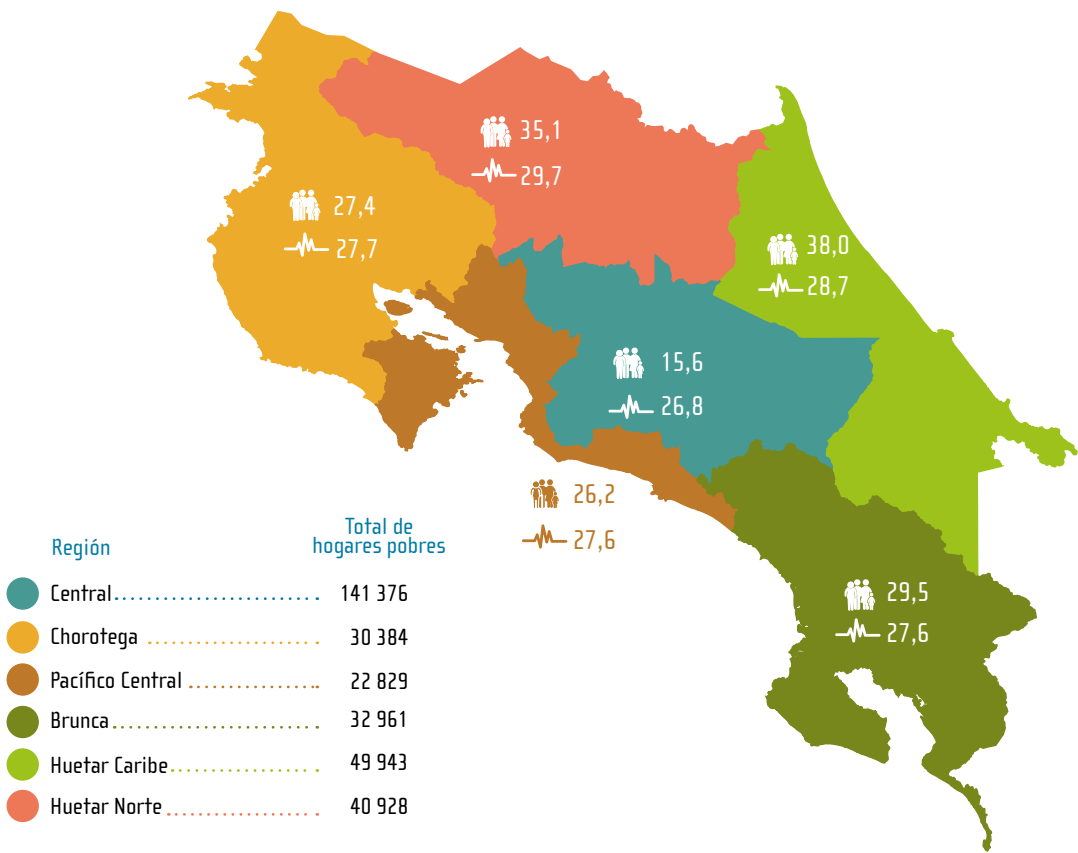 35,1
29,7
27,4
27,7
38,0
28,7
15,6
26,8
26,2
27,6
29,5
27,6
Región
Total de
hogares pobres
Central 141 376
Chorotega 30 384
Pacífico Central 22 829
Brunca 32 961
Huetar Caribe 49 943
Huetar Norte 40 928